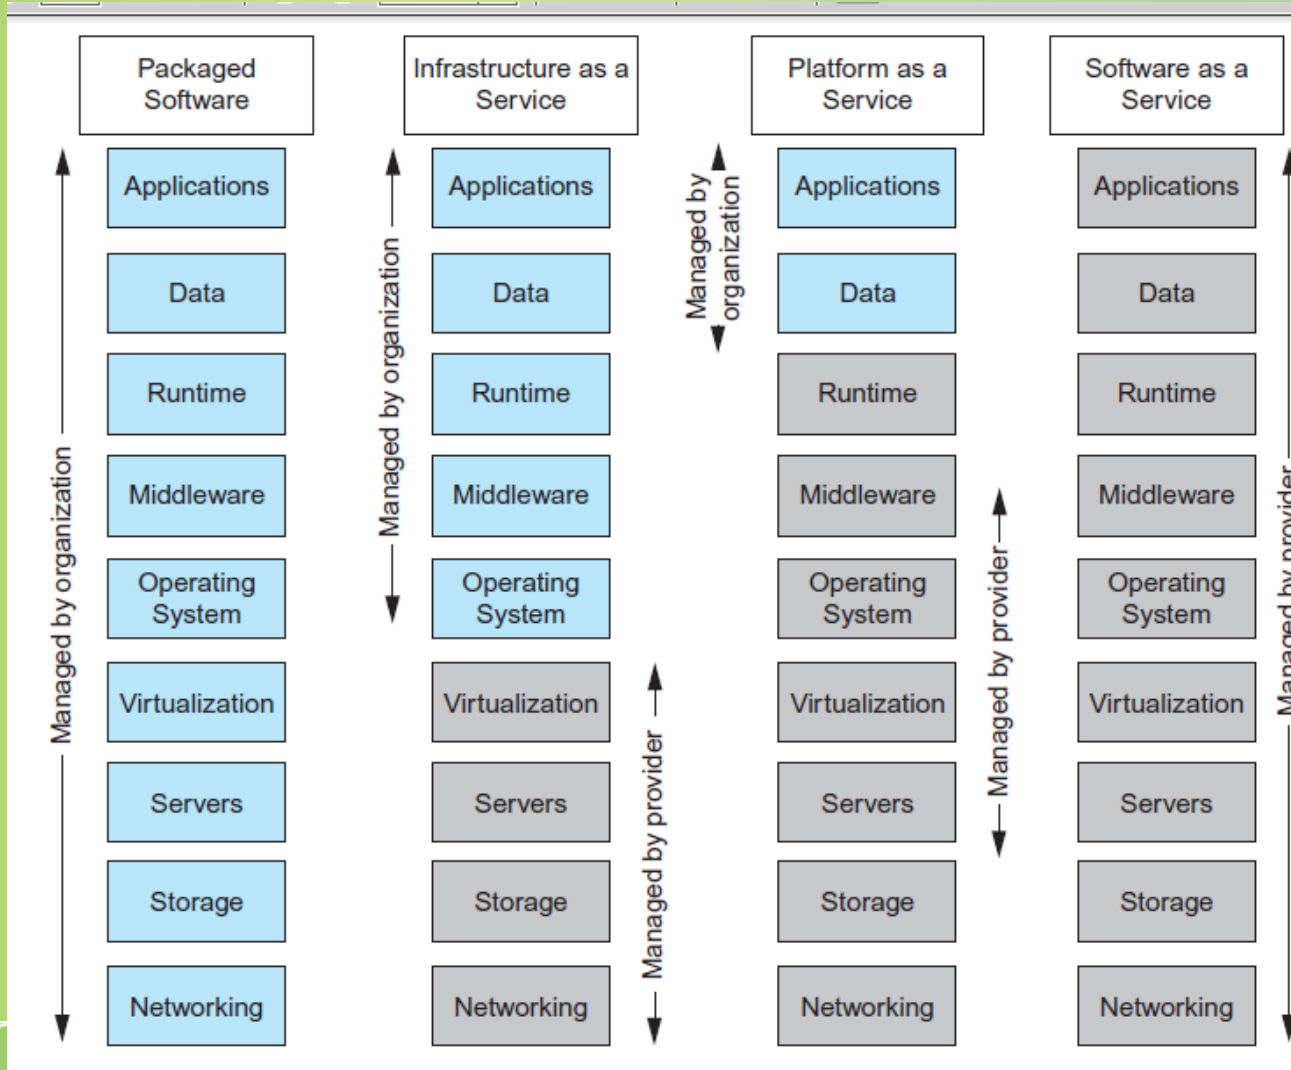 Packaged
Software
Infrastructure as a
Service
Platform as a
Service
Software as a
Service
Managed by organization
Applications
Data
Runtime
Middleware
Operating
System
Virtualization
Servers
Storage
Networking
Managed by organization
Applications
Data
Runtime
Middleware
Operating
System
Virtualization
Servers
Storage
Networking
Managed by provider
Managed by
organization
Applications
Data
Runtime
Middleware
Operating
System
Virtualization
Servers
Storage
Networking
Managed by provider
Applications
Data
Runtime
Middleware
Operating
System
Virtualization
Servers
Storage
Networking
Managed by provider